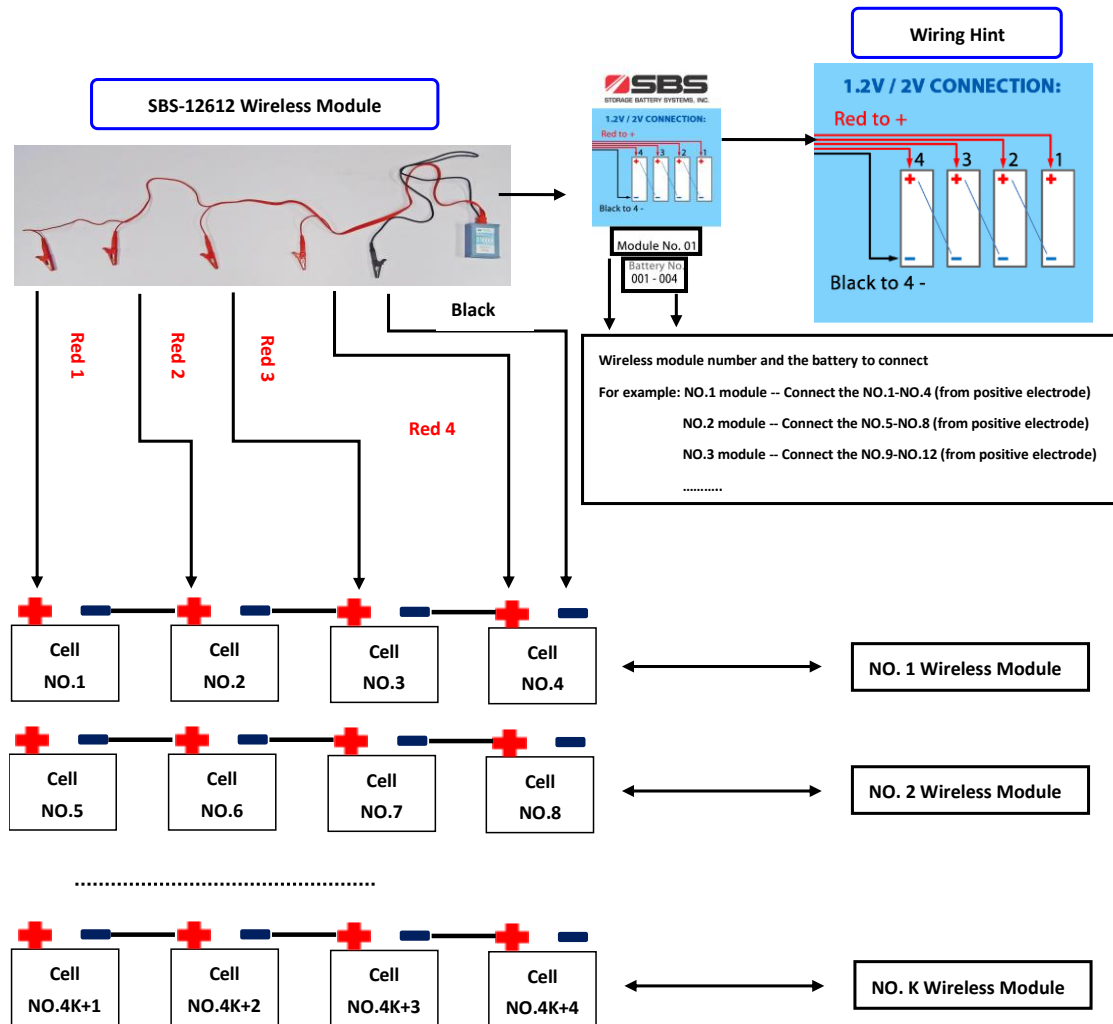 Wiring Hint
SBS-12612 Wireless Module
SBS
STORAGE BATTERY SYSTEMS, INC.
1.2V / 2V CONNECTION:
Red to +
4 3 2 1
+ + + +
- - - -
Black to 4 -
Module No. 01
Battery No.
001 - 004
1.2V / 2V CONNECTION:
Red to +
4 3 2 1
+ + + +
- - - -
Black to 4 -
Black
Red 1
Red 2
Red 3
Red 4
Wireless module number and the battery to connect
For example: NO.1 module -- Connect the NO.1-NO.4 (from positive electrode)
NO.2 module -- Connect the NO.5-NO.8 (from positive electrode)
NO.3 module -- Connect the NO.9-NO.12 (from positive electrode)
...........
Cell
NO.1
Cell
NO.2
Cell
NO.3
Cell
NO.4
NO. 1 Wireless Module
Cell
NO.5
Cell
NO.6
Cell
NO.7
Cell
NO.8
NO. 2 Wireless Module
Cell
NO.4K+1
Cell
NO.4K+2
Cell
NO.4K+3
Cell
NO.4K+4
NO. K Wireless Module